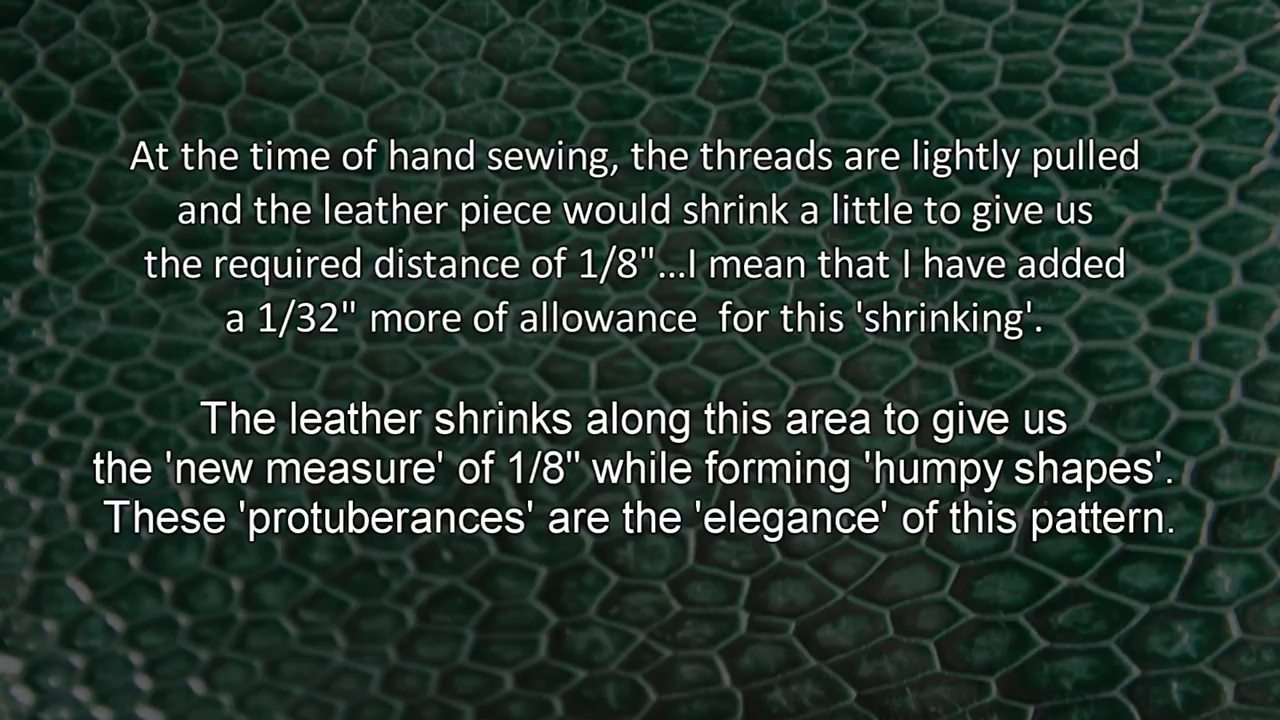 At the time of hand sewing, the threads are lightly pulled
and the leather piece would shrink a little to give us
the required distance of 1/8"...I mean that I have added
a 1/32" more of allowance  for this 'shrinking'.
The leather shrinks along this area to give us
the 'new measure' of 1/8" while forming 'humpy shapes'.
These 'protuberances' are the 'elegance' of this pattern.